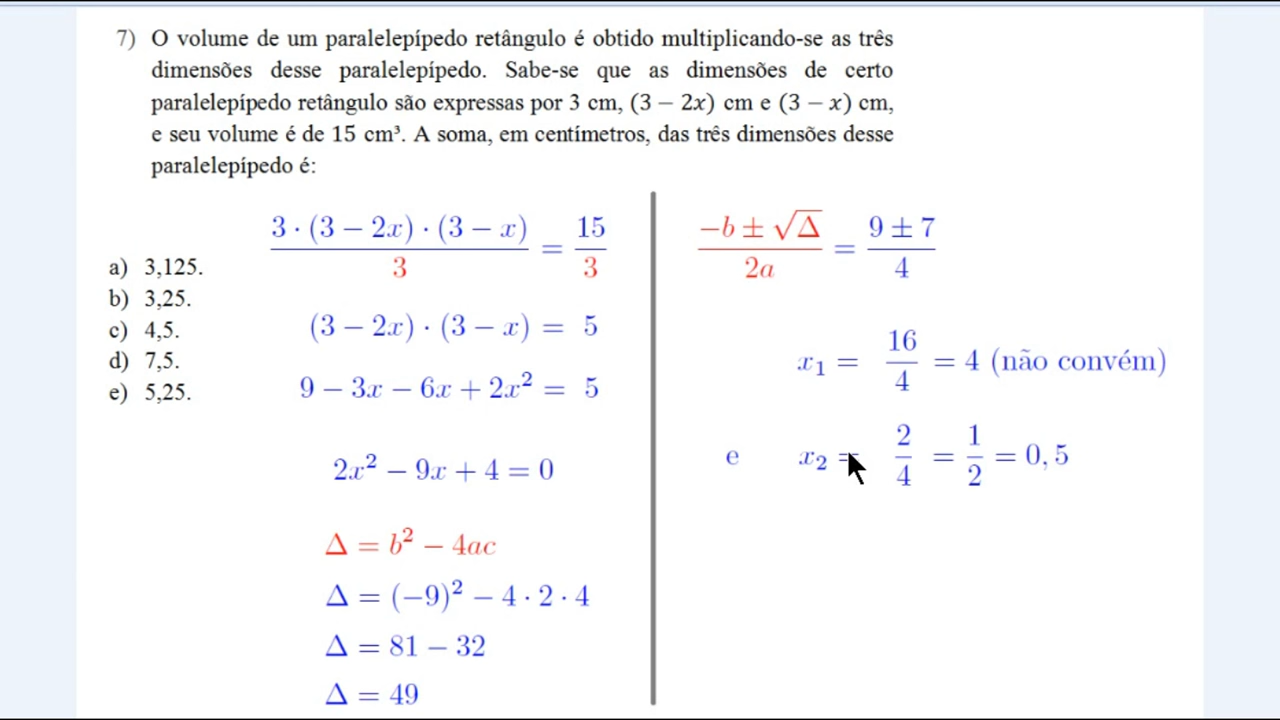 7) O volume de um paralelepípedo retângulo é obtido multiplicando-se as três
dimensões desse paralelepípedo. Sabe-se que as dimensões de certo
paralelepípedo retângulo são expressas por 3 cm, (3 − 2x) cm e (3 − x) cm,
e seu volume é de 15 cm³. A soma, em centímetros, das três dimensões desse
paralelepípedo é:
a) 3,125.
b) 3,25.
c) 4,5.
d) 7,5.
e) 5,25.
3 · (3 − 2x) · (3 − x) / 3 = 15 / 3
(3 − 2x) · (3 − x) = 5
9 − 3x − 6x + 2x² = 5
2x² − 9x + 4 = 0
Δ = b² − 4ac
Δ = (−9)² − 4 · 2 · 4
Δ = 81 − 32
Δ = 49
−b ± √Δ / 2a = 9 ± 7 / 4
x₁ = 16 / 4 = 4 (não convém)
e x₂ = 2 / 4 = 1 / 2 = 0, 5